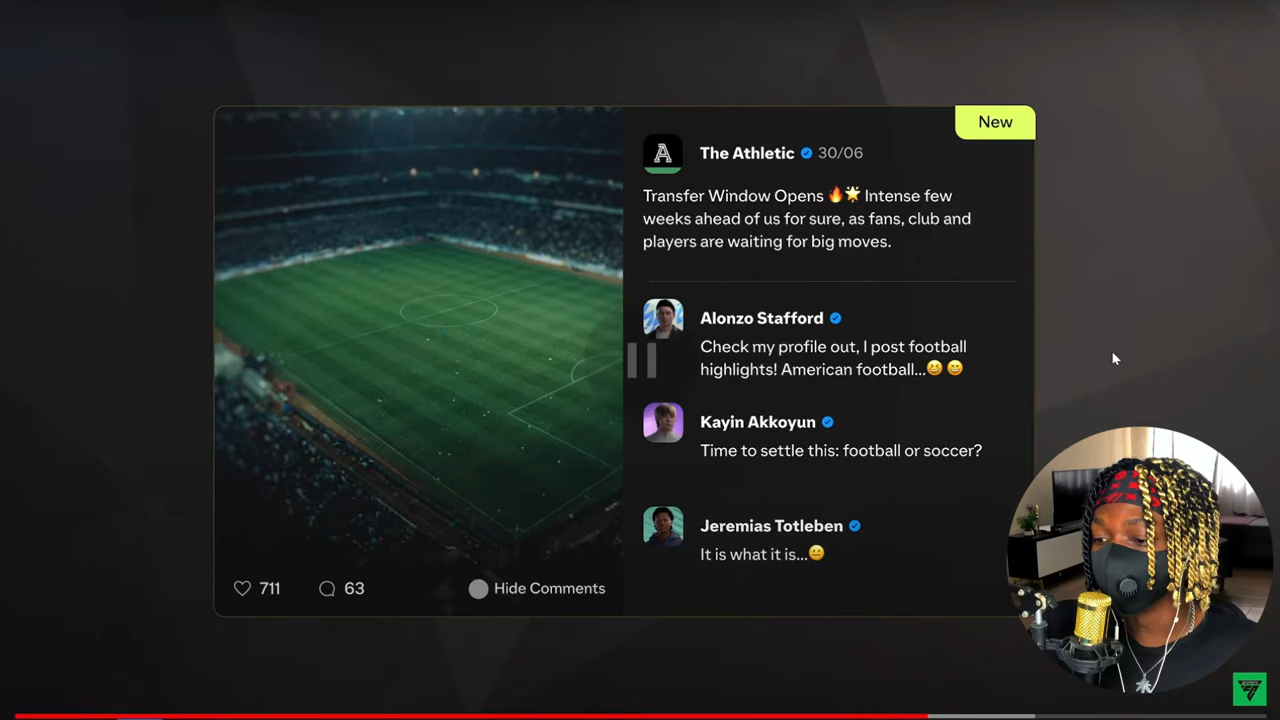 New
The Athletic 30/06
Transfer Window Opens 🔥🌟 Intense few
weeks ahead of us for sure, as fans, club and
players are waiting for big moves.
Alonzo Stafford
Check my profile out, I post football
highlights! American football...😆 😄
Kayin Akkoyun
Time to settle this: football or soccer?
Jeremias Totleben
It is what it is...😐
711 63 Hide Comments